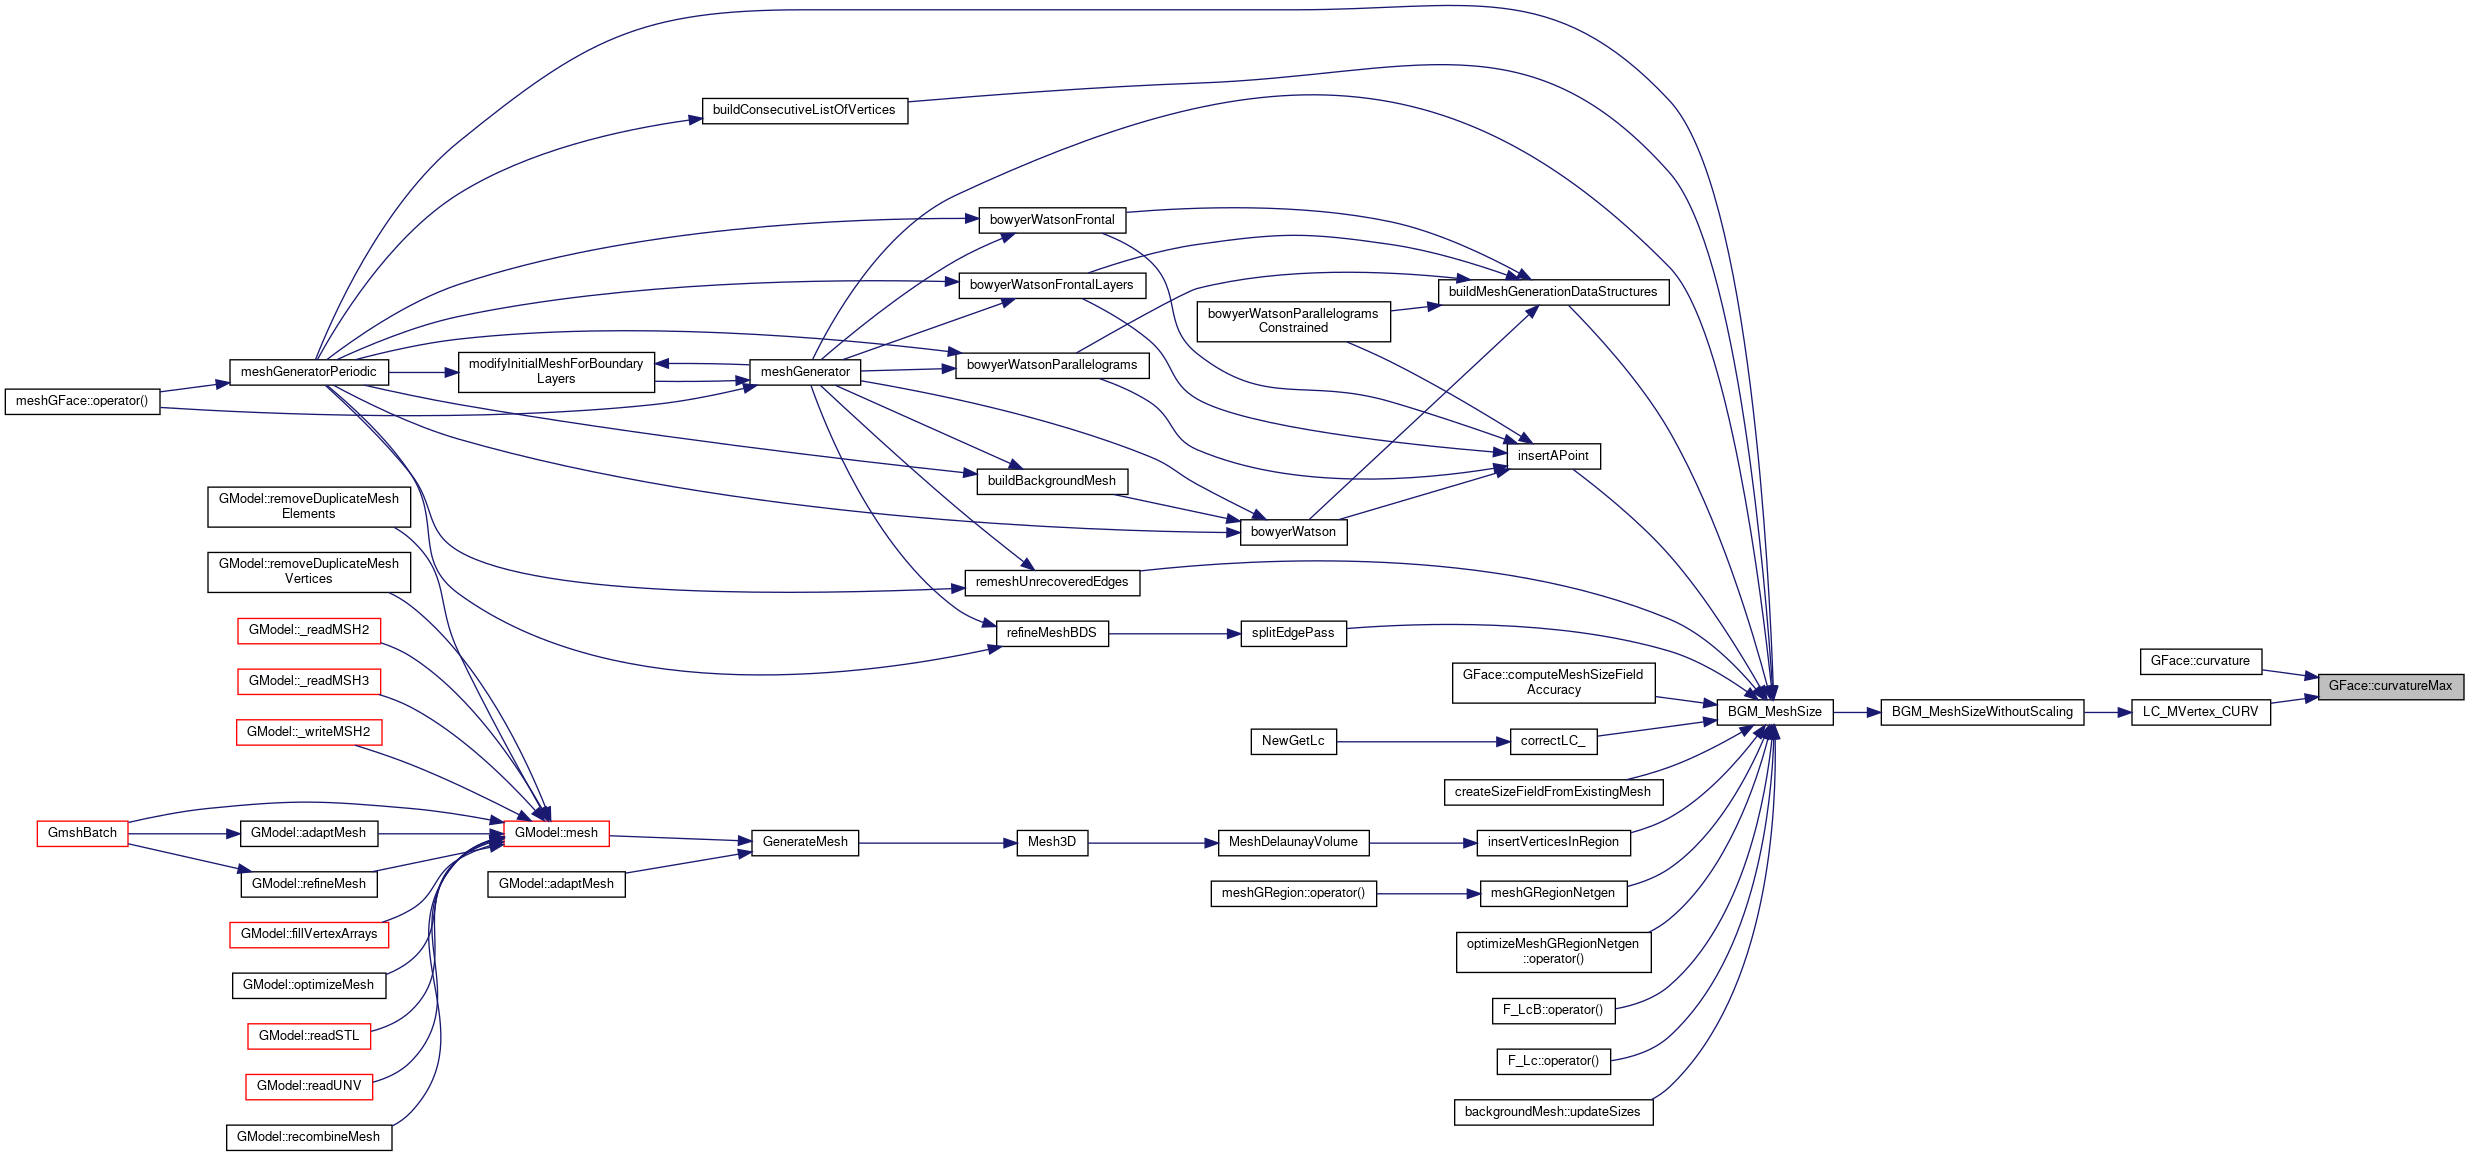 buildConsecutiveListOfVertices
bowyerWatsonFrontal
bowyerWatsonFrontalLayers
buildMeshGenerationDataStructures
bowyerWatsonParallelograms
Constrained
meshGFace::operator()
meshGeneratorPeriodic
modifyInitialMeshForBoundary
Layers
meshGenerator
bowyerWatsonParallelograms
insertAPoint
buildBackgroundMesh
bowyerWatson
GModel::removeDuplicateMesh
Elements
GModel::removeDuplicateMesh
Vertices
remeshUnrecoveredEdges
refineMeshBDS
splitEdgePass
GModel::_readMSH2
GModel::_readMSH3
GModel::_writeMSH2
GFace::computeMeshSizeField
Accuracy
BGM_MeshSize
BGM_MeshSizeWithoutScaling
LC_MVertex_CURV
GFace::curvature
GFace::curvatureMax
NewGetLc
correctLC_
createSizeFieldFromExistingMesh
GmshBatch
GModel::adaptMesh
GModel::mesh
GenerateMesh
Mesh3D
MeshDelaunayVolume
insertVerticesInRegion
GModel::refineMesh
GModel::adaptMesh
meshGRegion::operator()
meshGRegionNetgen
GModel::fillVertexArrays
optimizeMeshGRegionNetgen
::operator()
GModel::optimizeMesh
F_LcB::operator()
GModel::readSTL
F_Lc::operator()
GModel::readUNV
backgroundMesh::updateSizes
GModel::recombineMesh